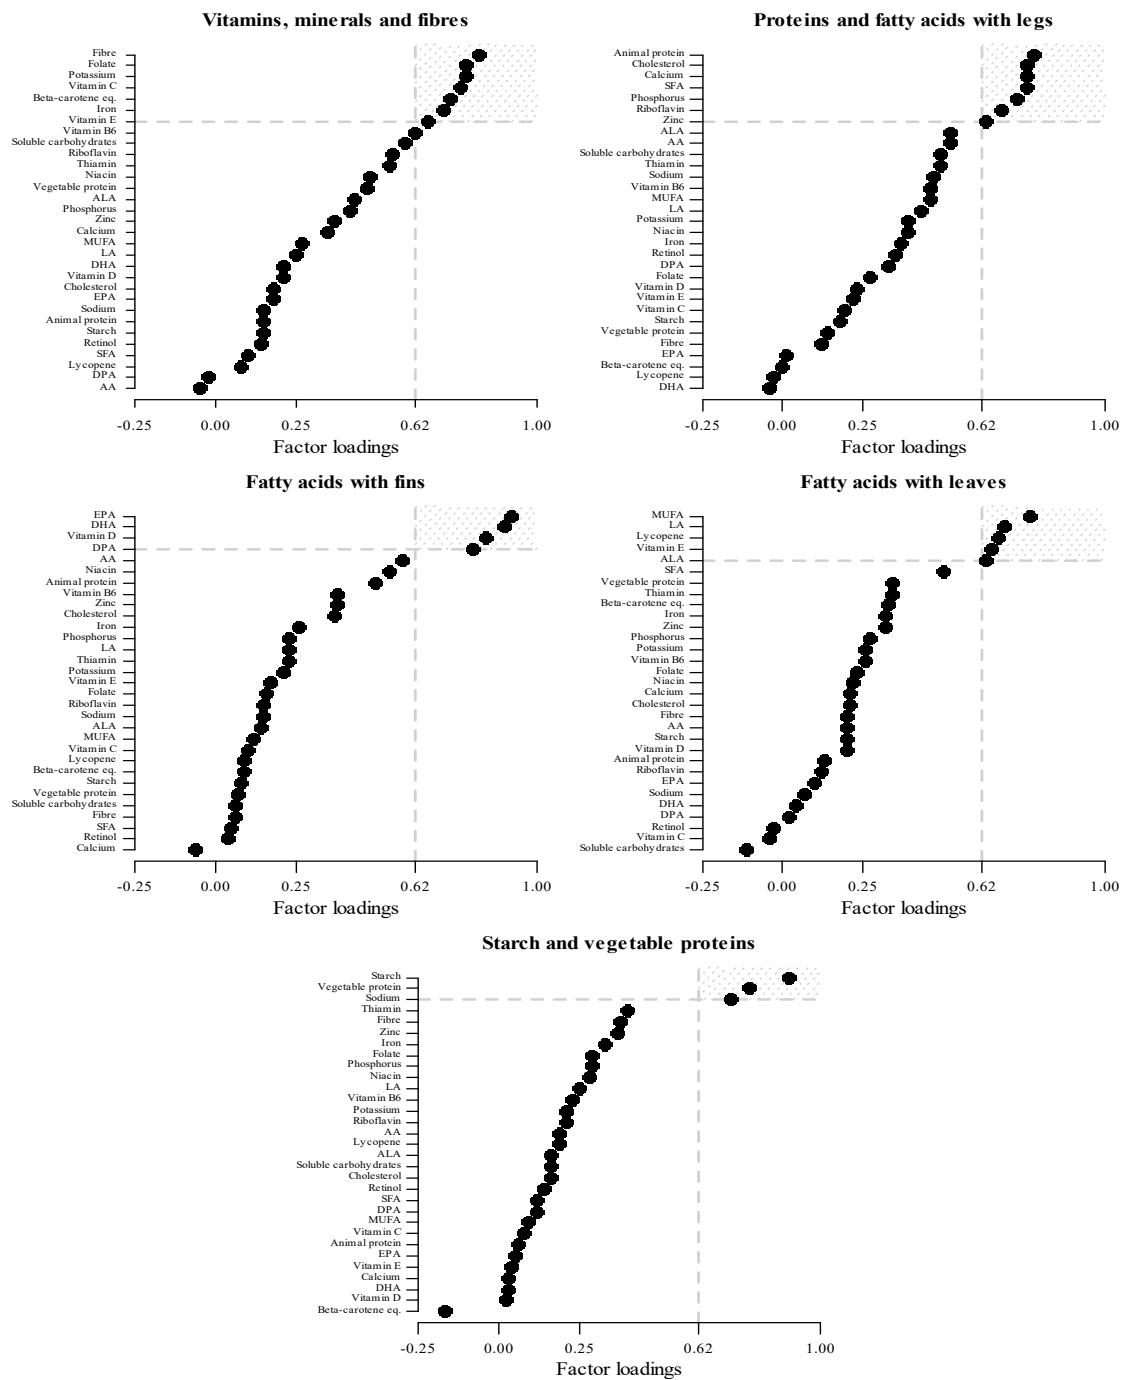 Vitamins, minerals and fibres
Fibre
Folate
Potassium
Vitamin C
Beta-carotene eq.
Iron
Vitamin E
Vitamin B6
Soluble carbohydrates
Riboflavin
Thiamin
Niacin
Vegetable protein
ALA
Phosphorus
Zinc
Calcium
MUFA
LA
DHA
Vitamin D
Cholesterol
EPA
Sodium
Animal protein
Starch
Retinol
SFA
Lycopene
DPA
AA
-0.25 0.00 0.25 0.62 1.00
Factor loadings
Proteins and fatty acids with legs
Animal protein
Cholesterol
Calcium
SFA
Phosphorus
Riboflavin
Zinc
ALA
AA
Soluble carbohydrates
Thiamin
Sodium
Vitamin B6
MUFA
LA
Potassium
Niacin
Iron
Retinol
DPA
Folate
Vitamin D
Vitamin E
Vitamin C
Starch
Vegetable protein
Fibre
EPA
Beta-carotene eq.
Lycopene
DHA
-0.25 0.00 0.25 0.62 1.00
Factor loadings
Fatty acids with fins
EPA
DHA
Vitamin D
DPA
AA
Niacin
Animal protein
Vitamin B6
Zinc
Cholesterol
Iron
Phosphorus
LA
Thiamin
Potassium
Vitamin E
Folate
Riboflavin
Sodium
ALA
MUFA
Vitamin C
Lycopene
Beta-carotene eq.
Starch
Vegetable protein
Soluble carbohydrates
Fibre
SFA
Retinol
Calcium
-0.25 0.00 0.25 0.62 1.00
Factor loadings
Fatty acids with leaves
MUFA
LA
Lycopene
Vitamin E
ALA
SFA
Vegetable protein
Thiamin
Beta-carotene eq.
Iron
Zinc
Phosphorus
Potassium
Vitamin B6
Folate
Niacin
Calcium
Cholesterol
Fibre
AA
Starch
Vitamin D
Animal protein
Riboflavin
EPA
Sodium
DHA
DPA
Retinol
Vitamin C
Soluble carbohydrates
-0.25 0.00 0.25 0.62 1.00
Factor loadings
Starch and vegetable proteins
Starch
Vegetable protein
Sodium
Thiamin
Fibre
Zinc
Iron
Folate
Phosphorus
Niacin
LA
Vitamin B6
Potassium
Riboflavin
AA
Lycopene
ALA
Soluble carbohydrates
Cholesterol
Retinol
SFA
DPA
MUFA
Vitamin C
Animal protein
EPA
Vitamin E
Calcium
DHA
Vitamin D
Beta-carotene eq.
-0.25 0.00 0.25 0.62 1.00
Factor loadings